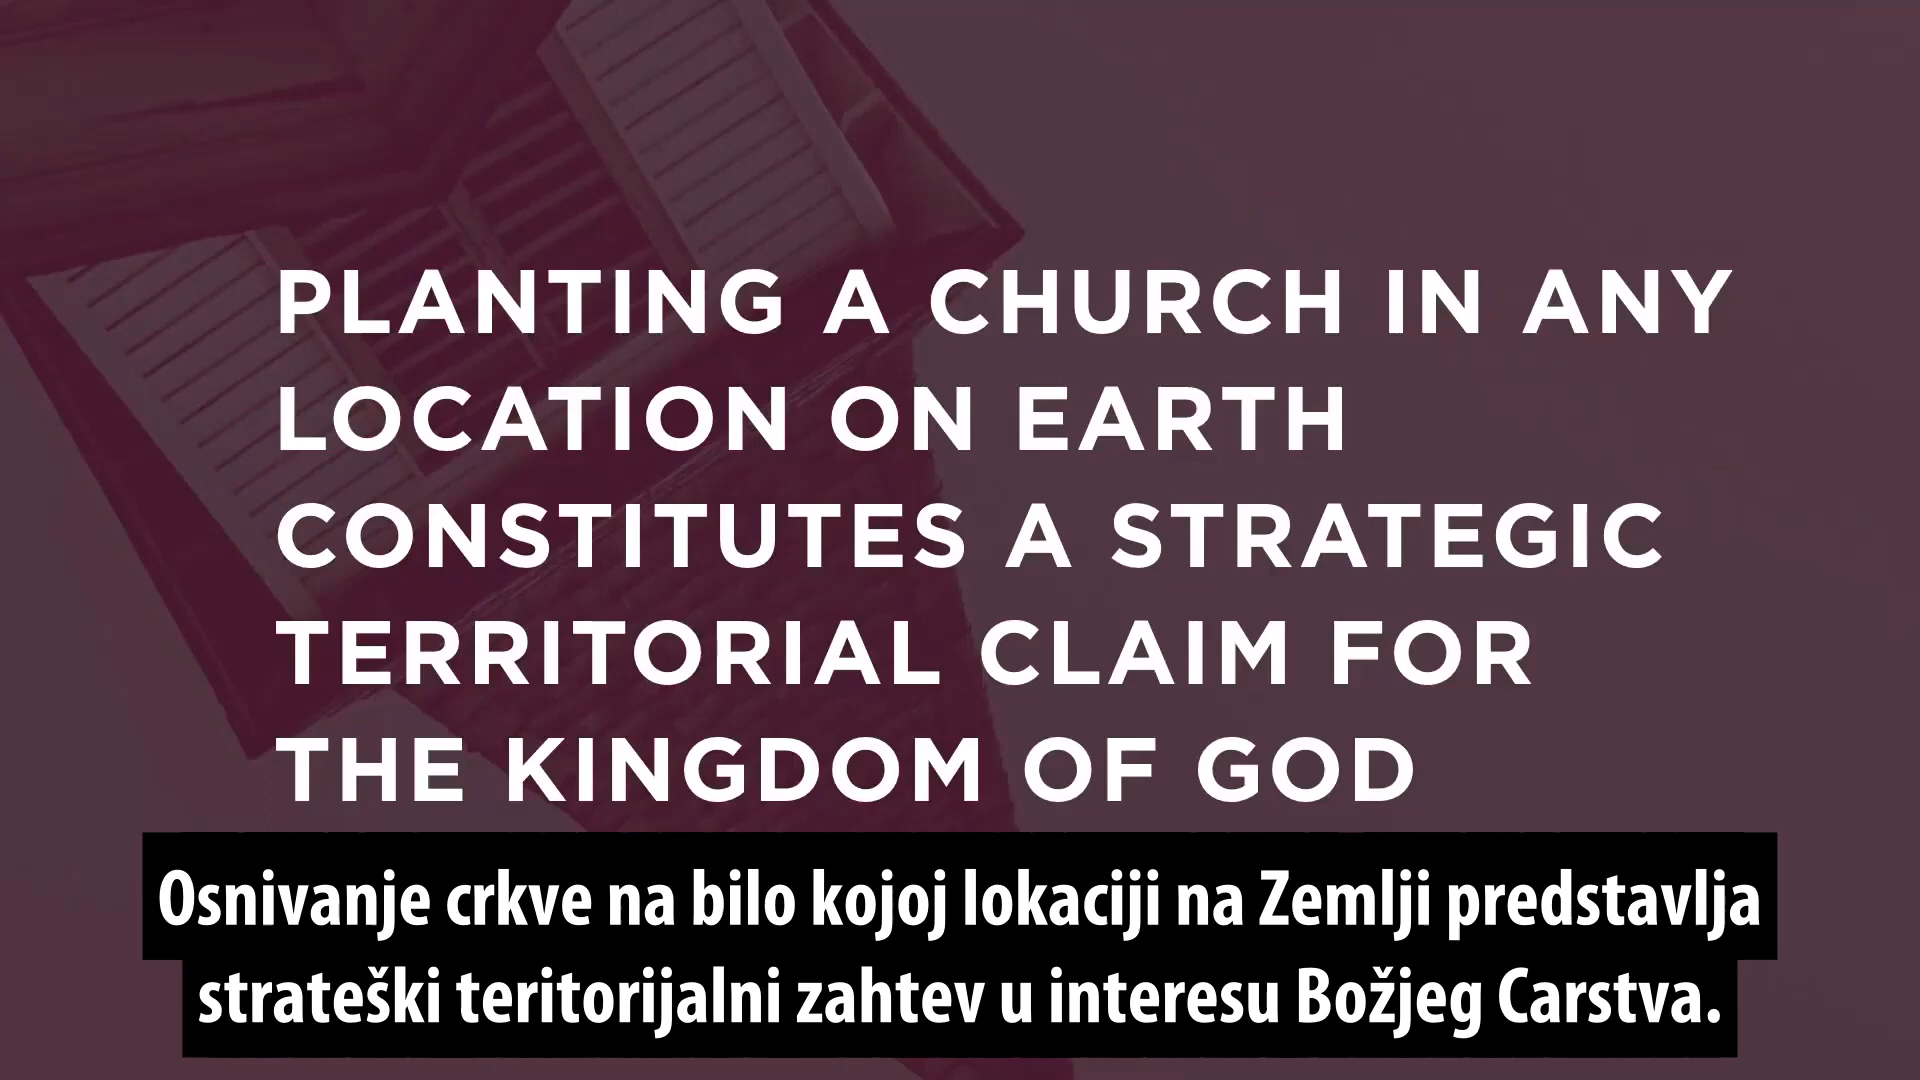 PLANTING A CHURCH IN ANY
LOCATION ON EARTH
CONSTITUTES A STRATEGIC
TERRITORIAL CLAIM FOR
THE KINGDOM OF GOD
Osnivanje crkve na bilo kojoj lokaciji na Zemlji predstavlja
strateški teritorijalni zahtev u interesu Božjeg Carstva.